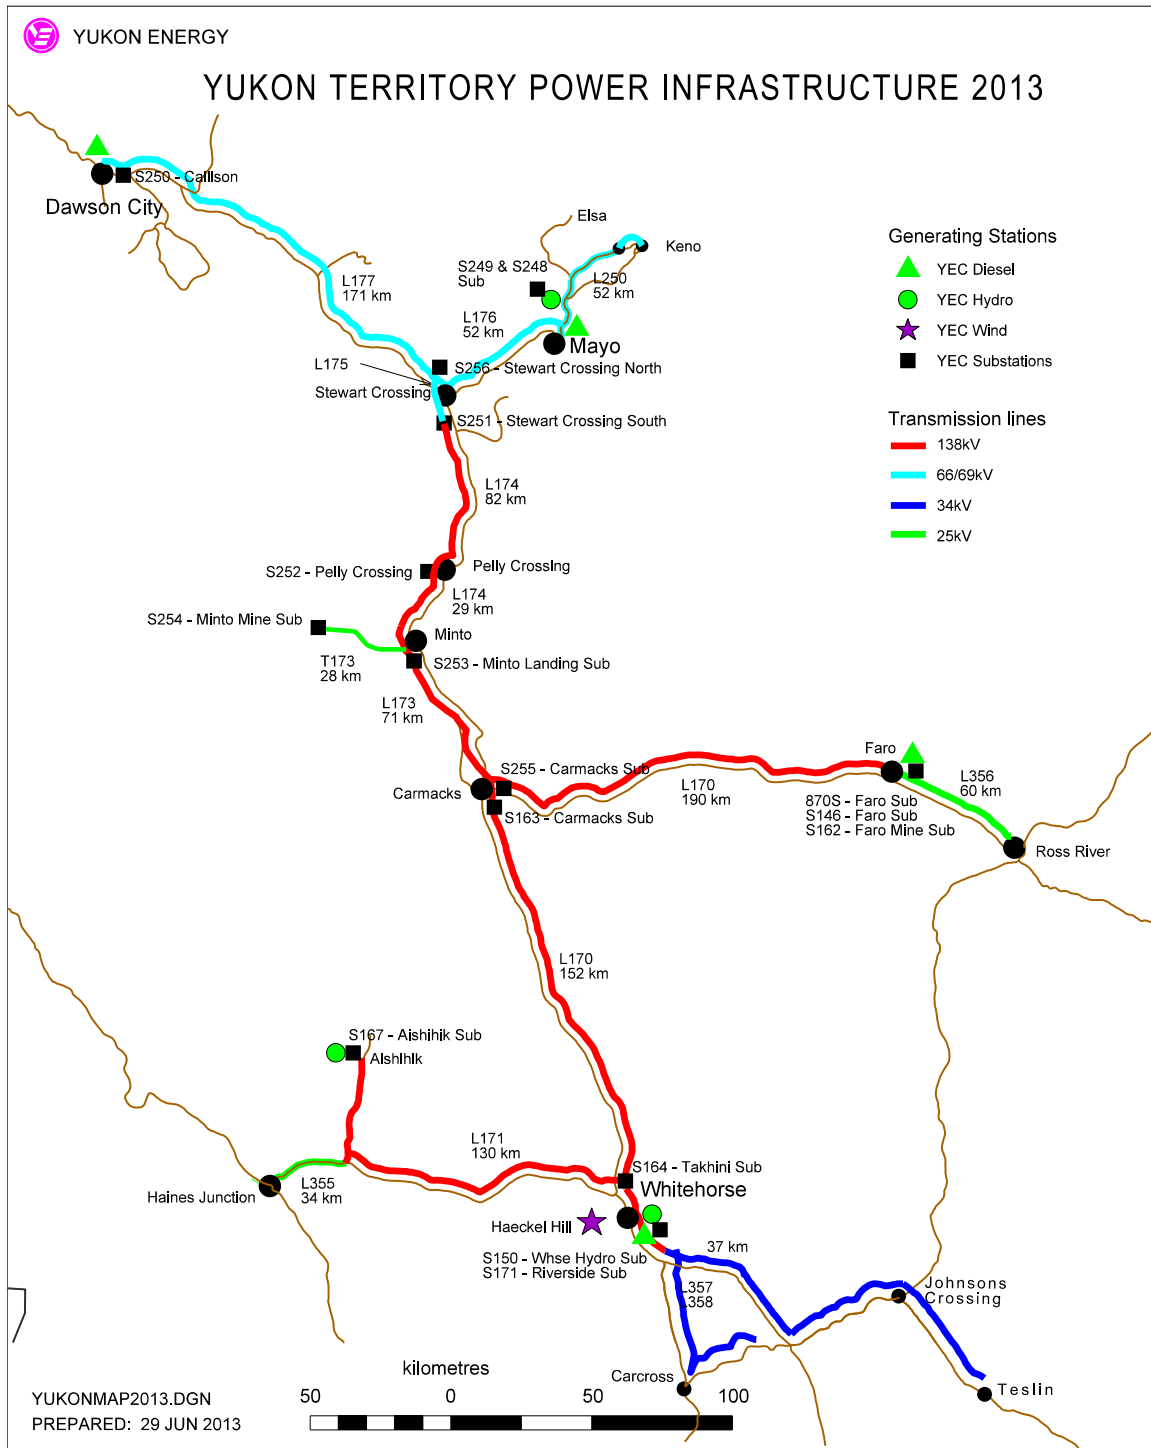 YUKON ENERGY
YUKON TERRITORY POWER INFRASTRUCTURE 2013
S250 - Calllson
Dawson City
Elsa
Keno
S249 & S248
Sub
L250
52 km
L177
171 km
L176
52 km
Mayo
L175
S256 - Stewart Crossing North
Stewart Crossing
S251 - Stewart Crossing South
Generating Stations
YEC Diesel
YEC Hydro
YEC Wind
YEC Substations
Transmission lines
138kV
66/69kV
34kV
25kV
L174
82 km
S252 - Pelly Crossing
Pelly Crossing
L174
29 km
S254 - Minto Mine Sub
Minto
T173
28 km
S253 - Minto Landing Sub
L173
71 km
S255 - Carmacks Sub
Carmacks
S163 - Carmacks Sub
L170
190 km
Faro
L356
60 km
870S - Faro Sub
S146 - Faro Sub
S162 - Faro Mine Sub
Ross River
L170
152 km
S167 - Aishihik Sub
Aishihik
L171
130 km
S164 - Takhini Sub
Whitehorse
L355
34 km
Haines Junction
Haeckel Hill
S150 - Whse Hydro Sub
S171 - Riverside Sub
37 km
L357
L358
Johnsons
Crossing
Carcross
Teslin
kilometres
50 0 50 100
YUKONMAP2013.DGN
PREPARED: 29 JUN 2013